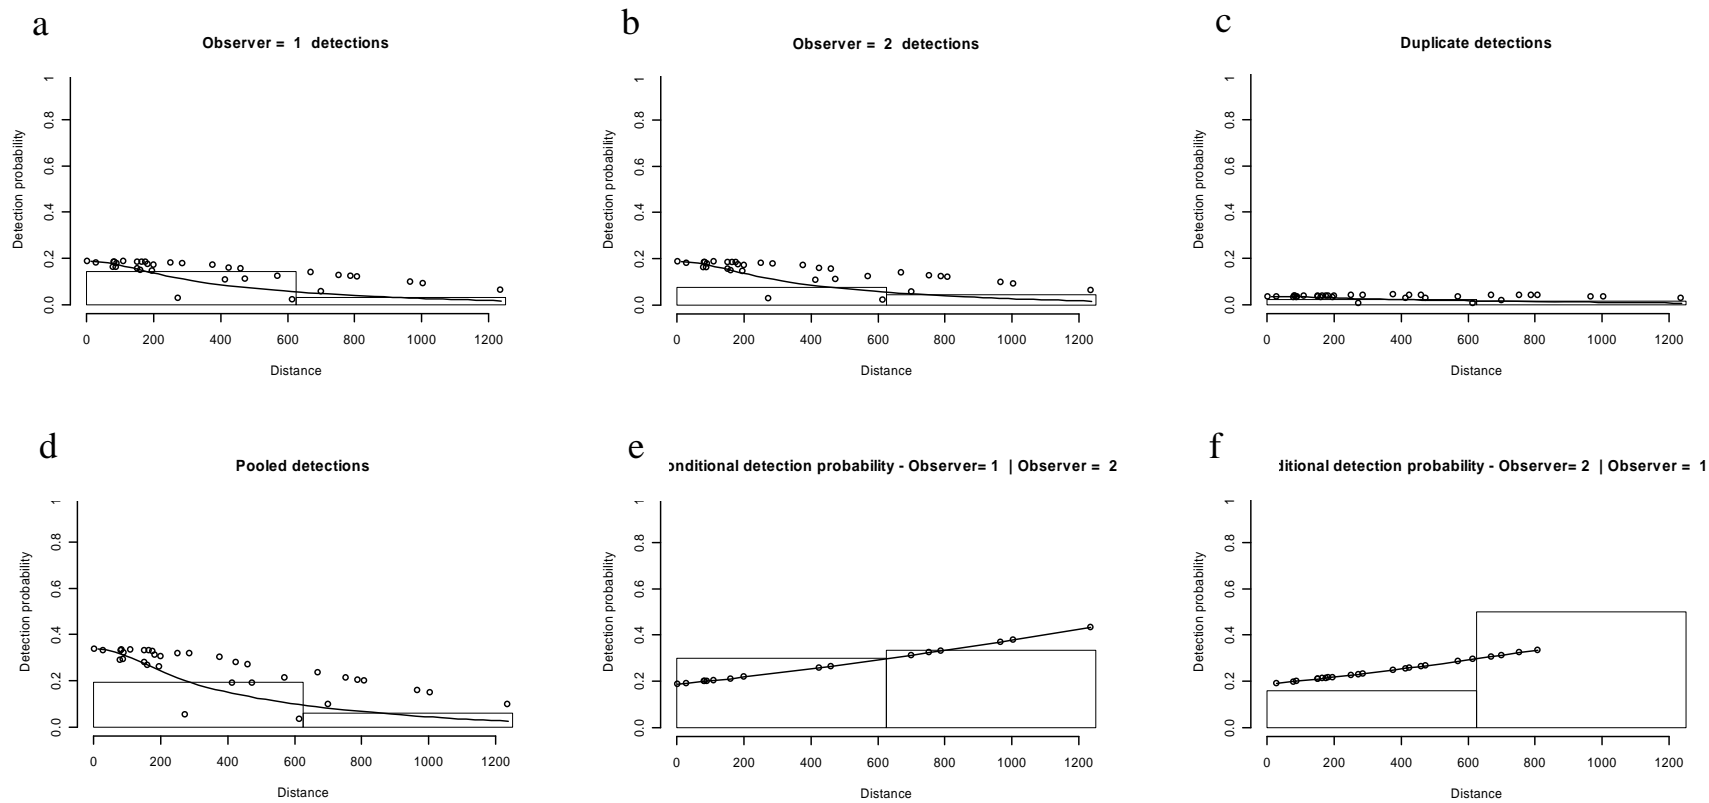 a
Observer = 1 detections
Detection probability
0.0 0.2 0.4 0.6 0.8 1
0 200 400 600 800 1000 1200
Distance
b
Observer = 2 detections
Detection probability
0.0 0.2 0.4 0.6 0.8 1
0 200 400 600 800 1000 1200
Distance
c
Duplicate detections
Detection probability
0.0 0.2 0.4 0.6 0.8 1
0 200 400 600 800 1000 1200
Distance
d
Pooled detections
Detection probability
0.0 0.2 0.4 0.6 0.8 1
0 200 400 600 800 1000 1200
Distance
e
onditional detection probability - Observer= 1 | Observer = 2
Detection probability
0.0 0.2 0.4 0.6 0.8 1
0 200 400 600 800 1000 1200
Distance
f
ditional detection probability - Observer= 2 | Observer = 1
Detection probability
0.0 0.2 0.4 0.6 0.8 1
0 200 400 600 800 1000 1200
Distance